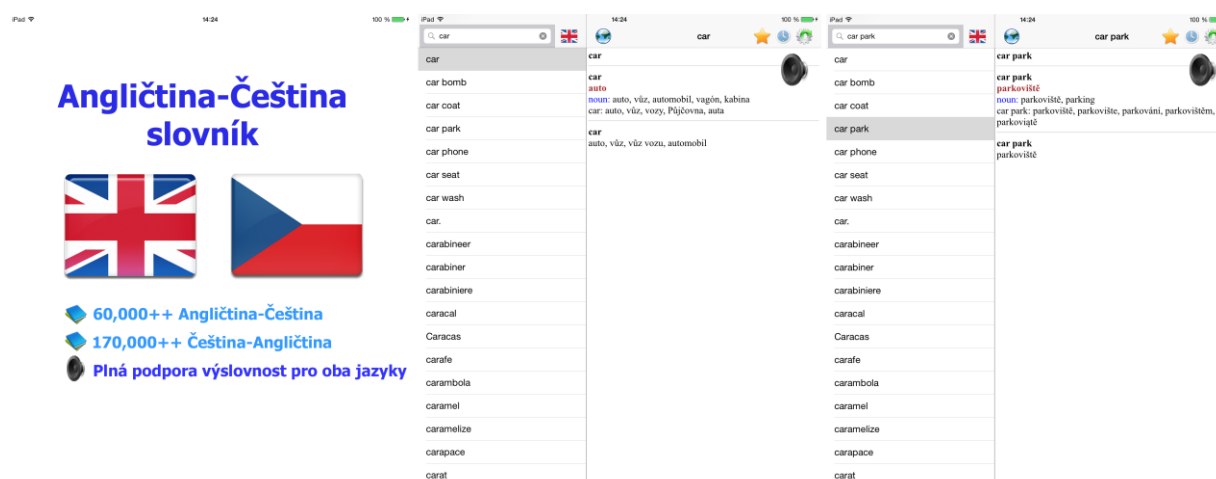 iPad 14:24 100 %
Angličtina-Čeština
slovník
60,000++ Angličtina-Čeština
170,000++ Čeština-Angličtina
Plná podpora výslovnost pro oba jazyky
iPad 14:24 100 %
car
car
car
car bomb
car coat
car park
car phone
car seat
car wash
car.
carabineer
carabiner
carabiniere
caracal
Caracas
carafe
carambola
caramel
caramelize
carapace
carat
car
car
auto
noun: auto, vůz, automobil, vagón, kabina
car: auto, vůz, vozy, Půjčovna, auta
car
auto, vůz, vůz vozu, automobil
iPad 14:24 100 %
car park
car park
car
car bomb
car coat
car park
car phone
car seat
car wash
car.
carabineer
carabiner
carabiniere
caracal
Caracas
carafe
carambola
caramel
caramelize
carapace
carat
car park
car park
parkoviště
noun: parkoviště, parking
car park: parkoviště, parkovište, parkování, parkovištěm,
parkoviątě
car park
parkoviště